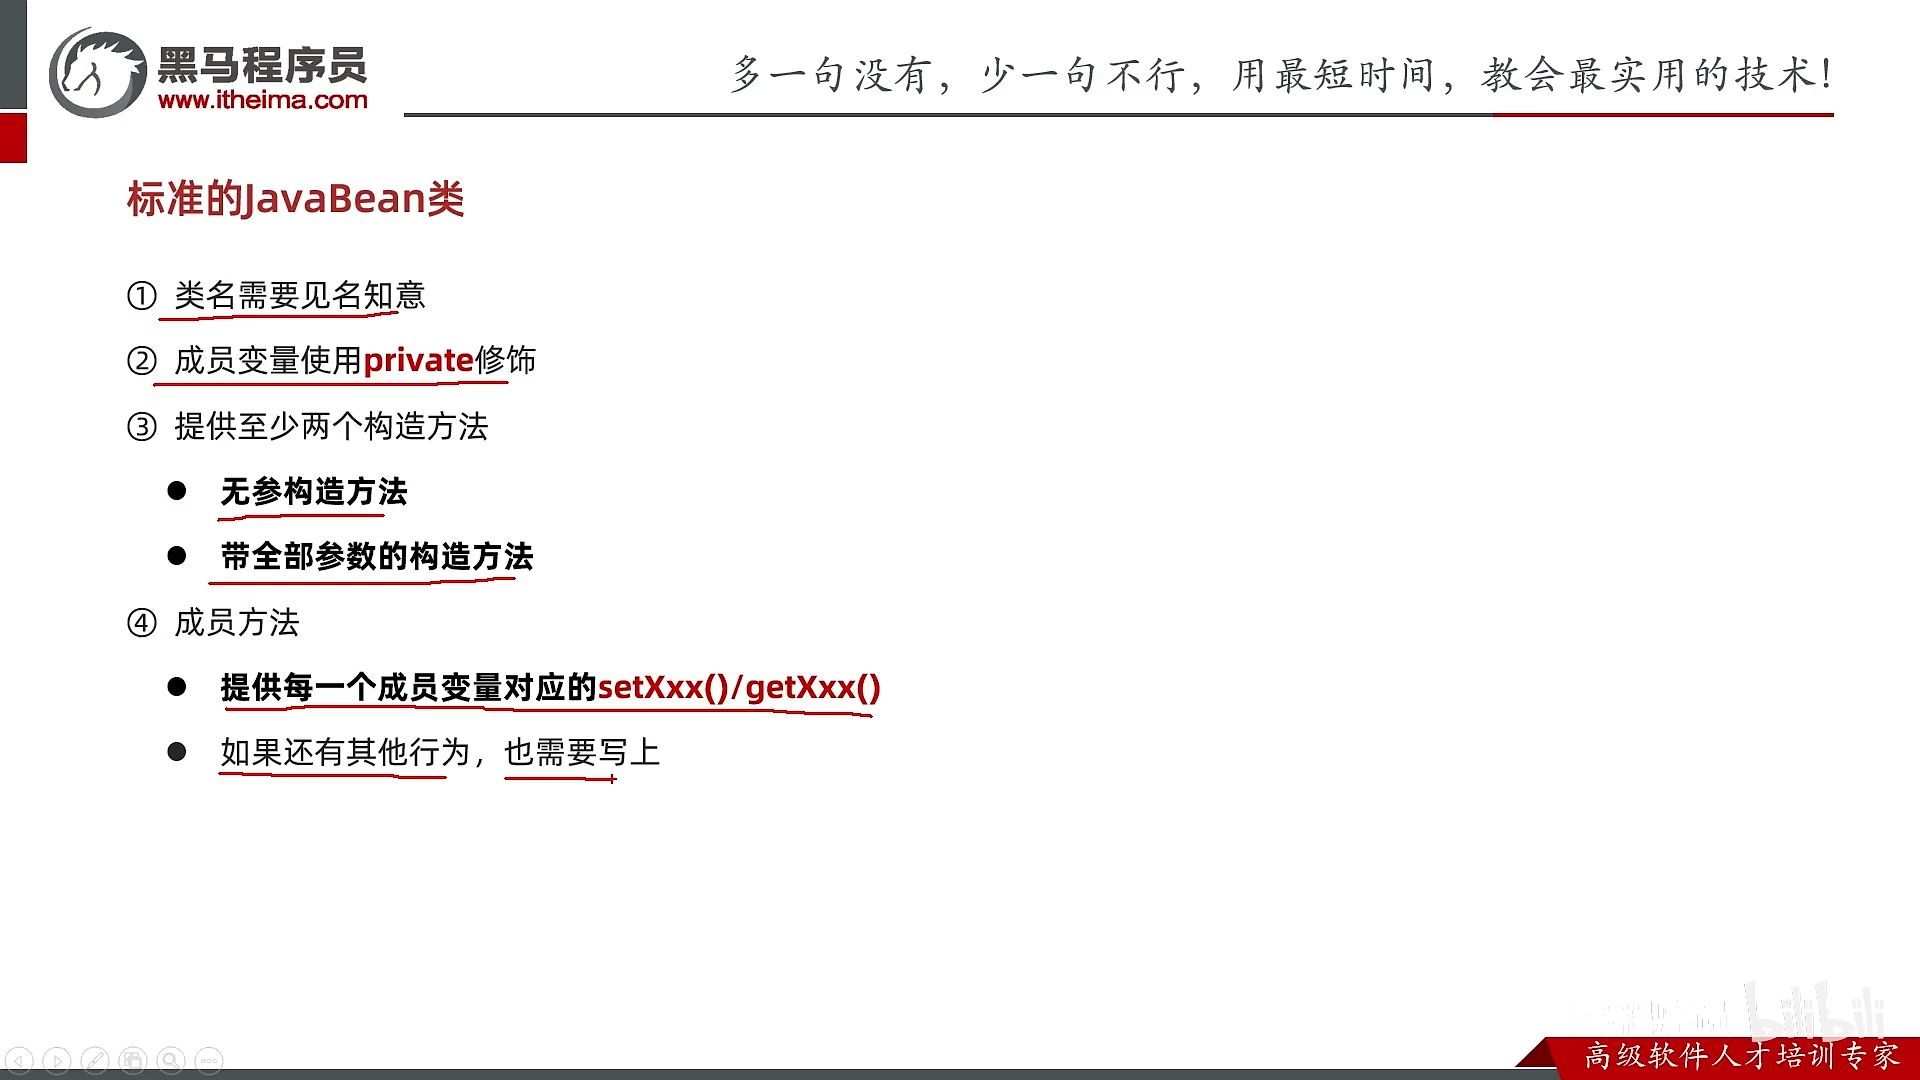 黑马程序员
www.itheima.com
多一句没有，少一句不行，用最短时间，教会最实用的技术！
标准的JavaBean类
① 类名需要见名知意
② 成员变量使用private修饰
③ 提供至少两个构造方法
● 无参构造方法
● 带全部参数的构造方法
④ 成员方法
● 提供每一个成员变量对应的setXxx()/getXxx()
● 如果还有其他行为，也需要写上
bilibili
高级软件人才培训专家